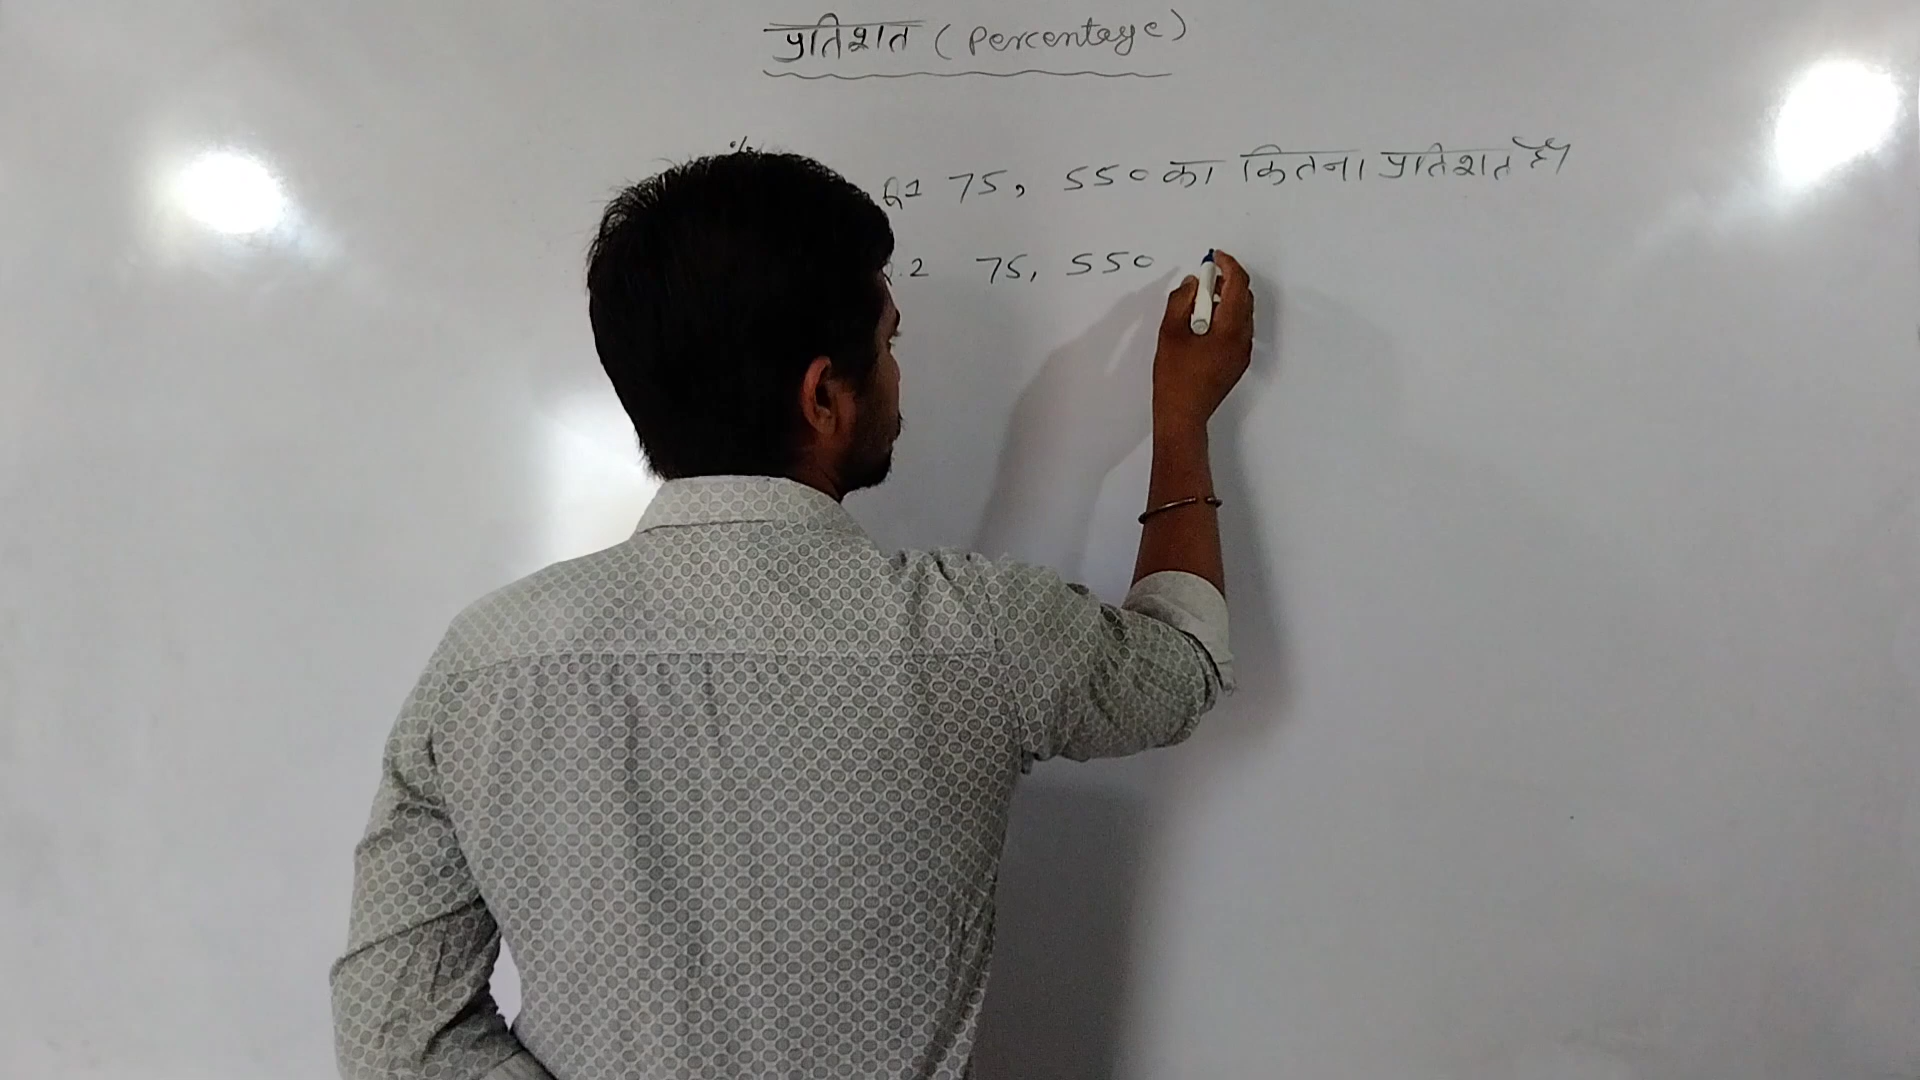 प्रतिशत (Percentage)
%
Q1 75, 550 का कितना प्रतिशत है
.2 75, 550